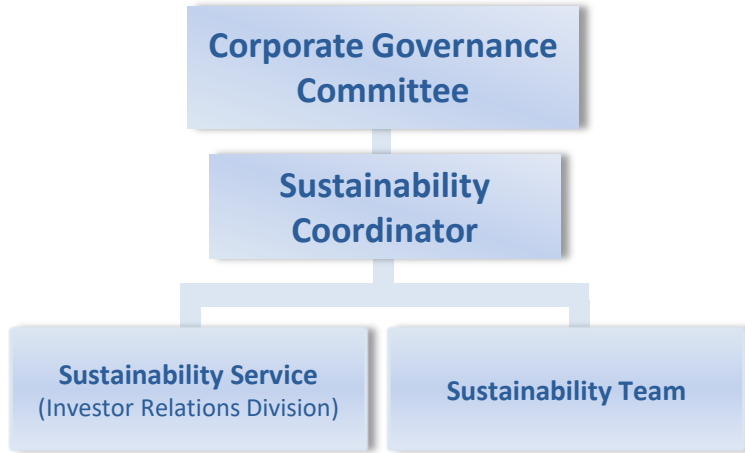 Corporate Governance
Committee
Sustainability
Coordinator
Sustainability Service
(Investor Relations Division)
Sustainability Team